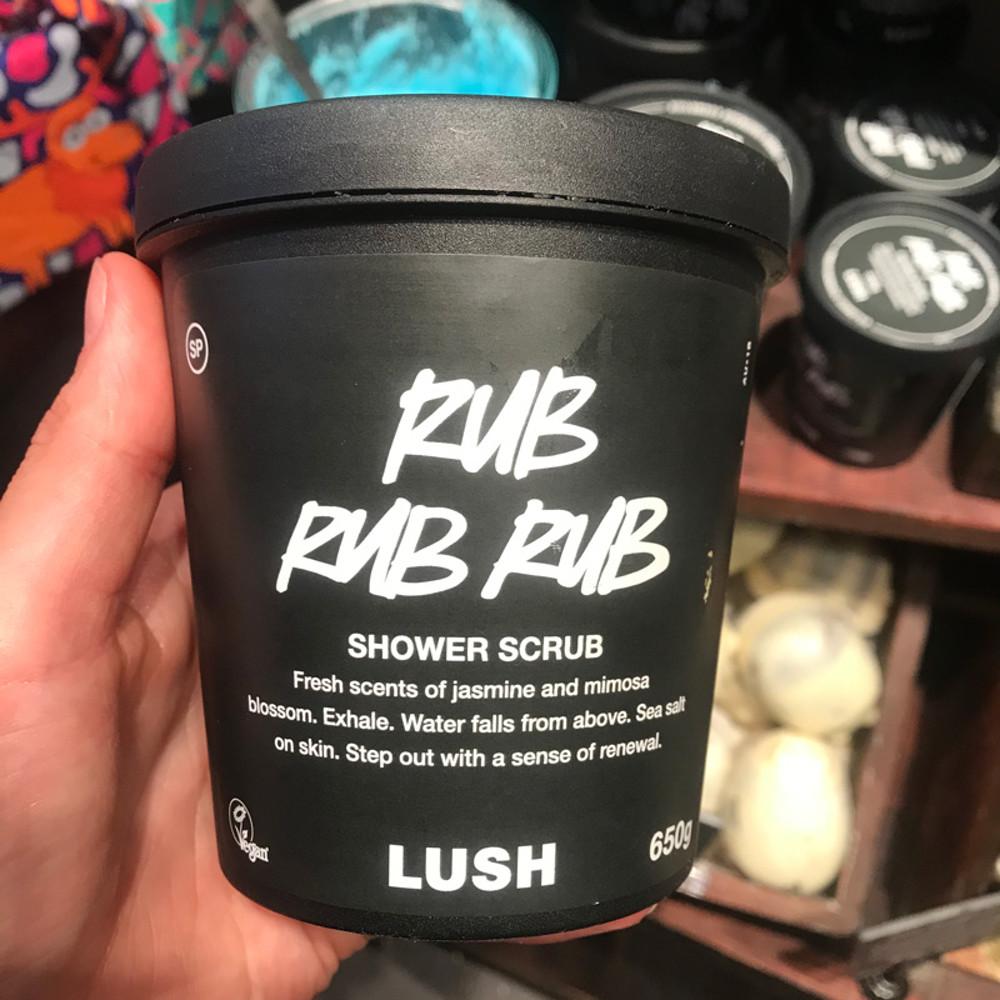 SP
RUB
RUB RUB
SHOWER SCRUB
Fresh scents of jasmine and mimosa
blossom. Exhale. Water falls from above. Sea salt
on skin. Step out with a sense of renewal.
Vegan
LUSH
650g